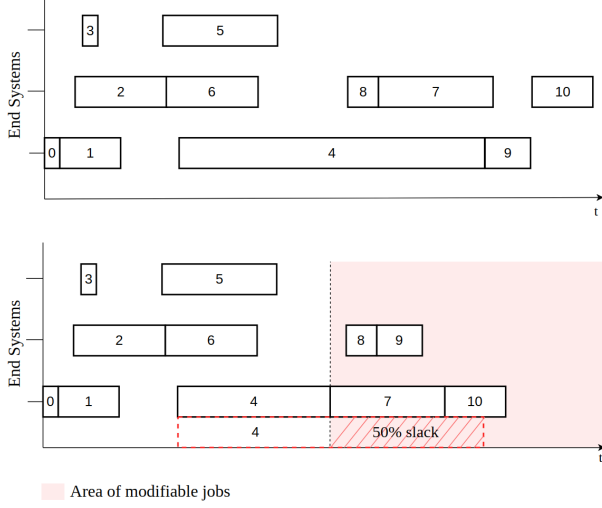 3 5
End Systems
2 6 8 7 10
0 1 4 9
t
3 5
End Systems
2 6 8 9
0 1 4 7 10
4 50% slack
t
Area of modifiable jobs